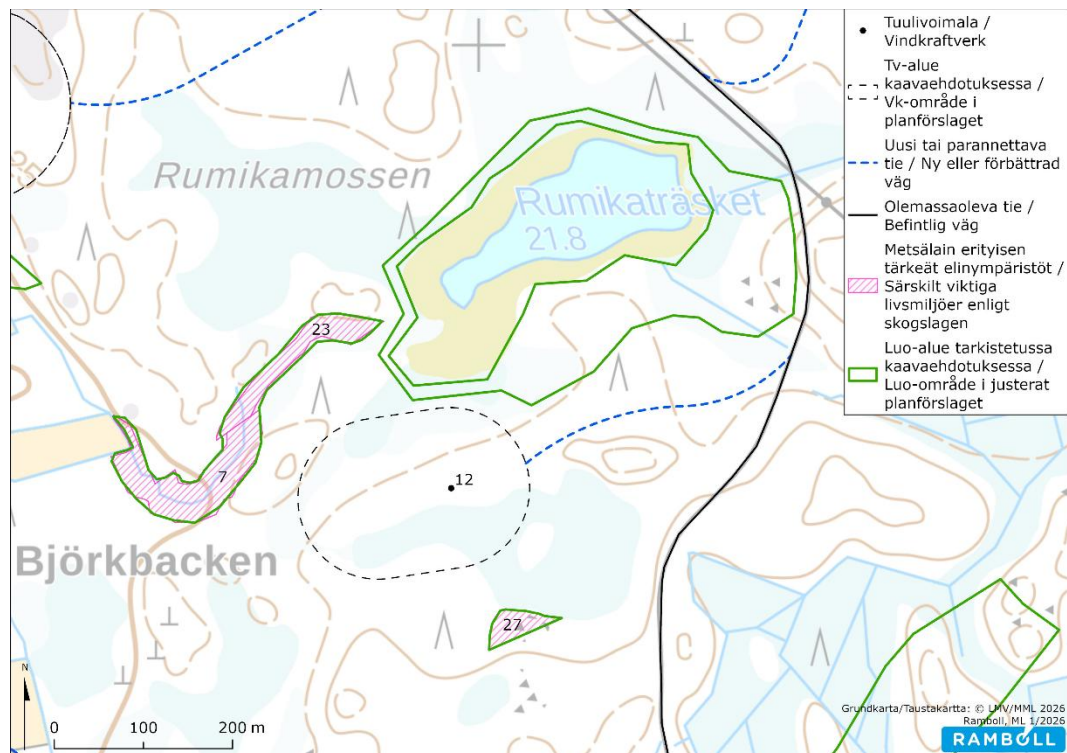 Rumikamossen
Rumikaträsket
21.8
23
7
12
27
Björkbacken
25
N
0
100
200 m
Tuulivoimala /
Vindkraftverk
Tv-alue
kaavaehdotuksessa /
Vk-område i
planförslaget
Uusi tai parannettava
tie / Ny eller förbättrad
väg
Olemassaoleva tie /
Befintlig väg
Metsälain erityisen
tärkeät elinympäristöt /
Särskilt viktiga
livsmiljöer enligt
skogslagen
Luo-alue tarkistetussa
kaavaehdotuksessa /
Luo-område i justerat
planförslaget
Grundkarta/Taustakartta: © LMV/MML 2026
Ramboll, ML 1/2026
RAMBOLL